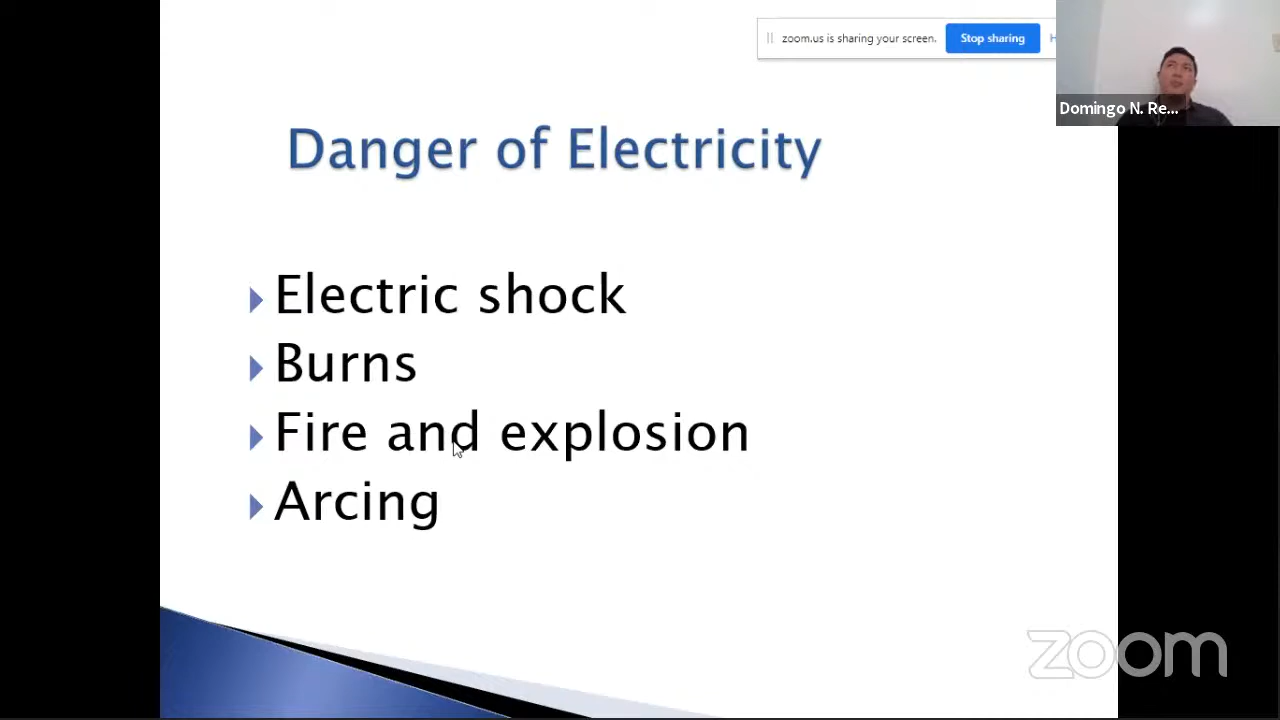 zoom.us is sharing your screen. Stop sharing
Domingo N. Re...
Danger of Electricity
Electric shock
Burns
Fire and explosion
Arcing
zoom